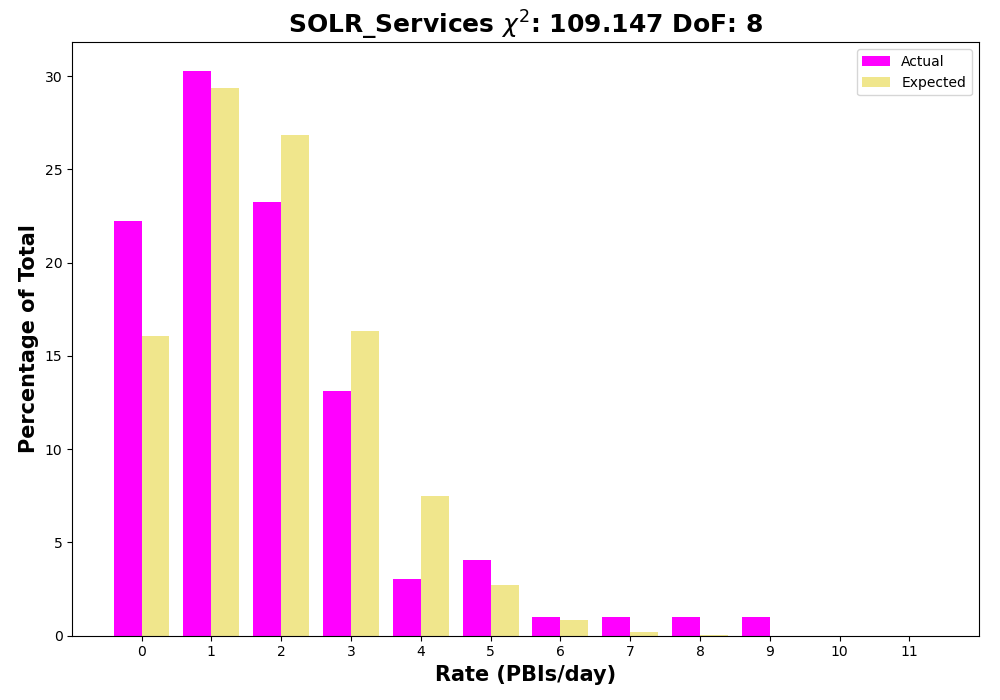 SOLR_Services χ²: 109.147 DoF: 8
Actual
Expected
Percentage of Total
30
25
20
15
10
5
0
0 1 2 3 4 5 6 7 8 9 10 11
Rate (PBIs/day)